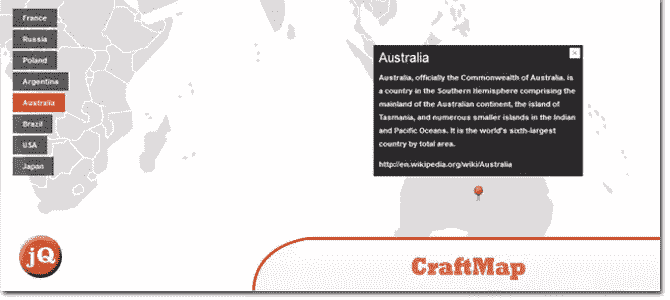 France
Russia
Poland
Argentina
Australia
Brazil
USA
Japan
Australia
Australia, officially the Commonwealth of Australia, is
a country in the Southern Hemisphere comprising the
mainland of the Australian continent, the island of
Tasmania, and numerous smaller islands in the Indian
and Pacific Oceans. It is the world's sixth-largest
country by total area.
http://en.wikipedia.org/wiki/Australia
jQ
CraftMap